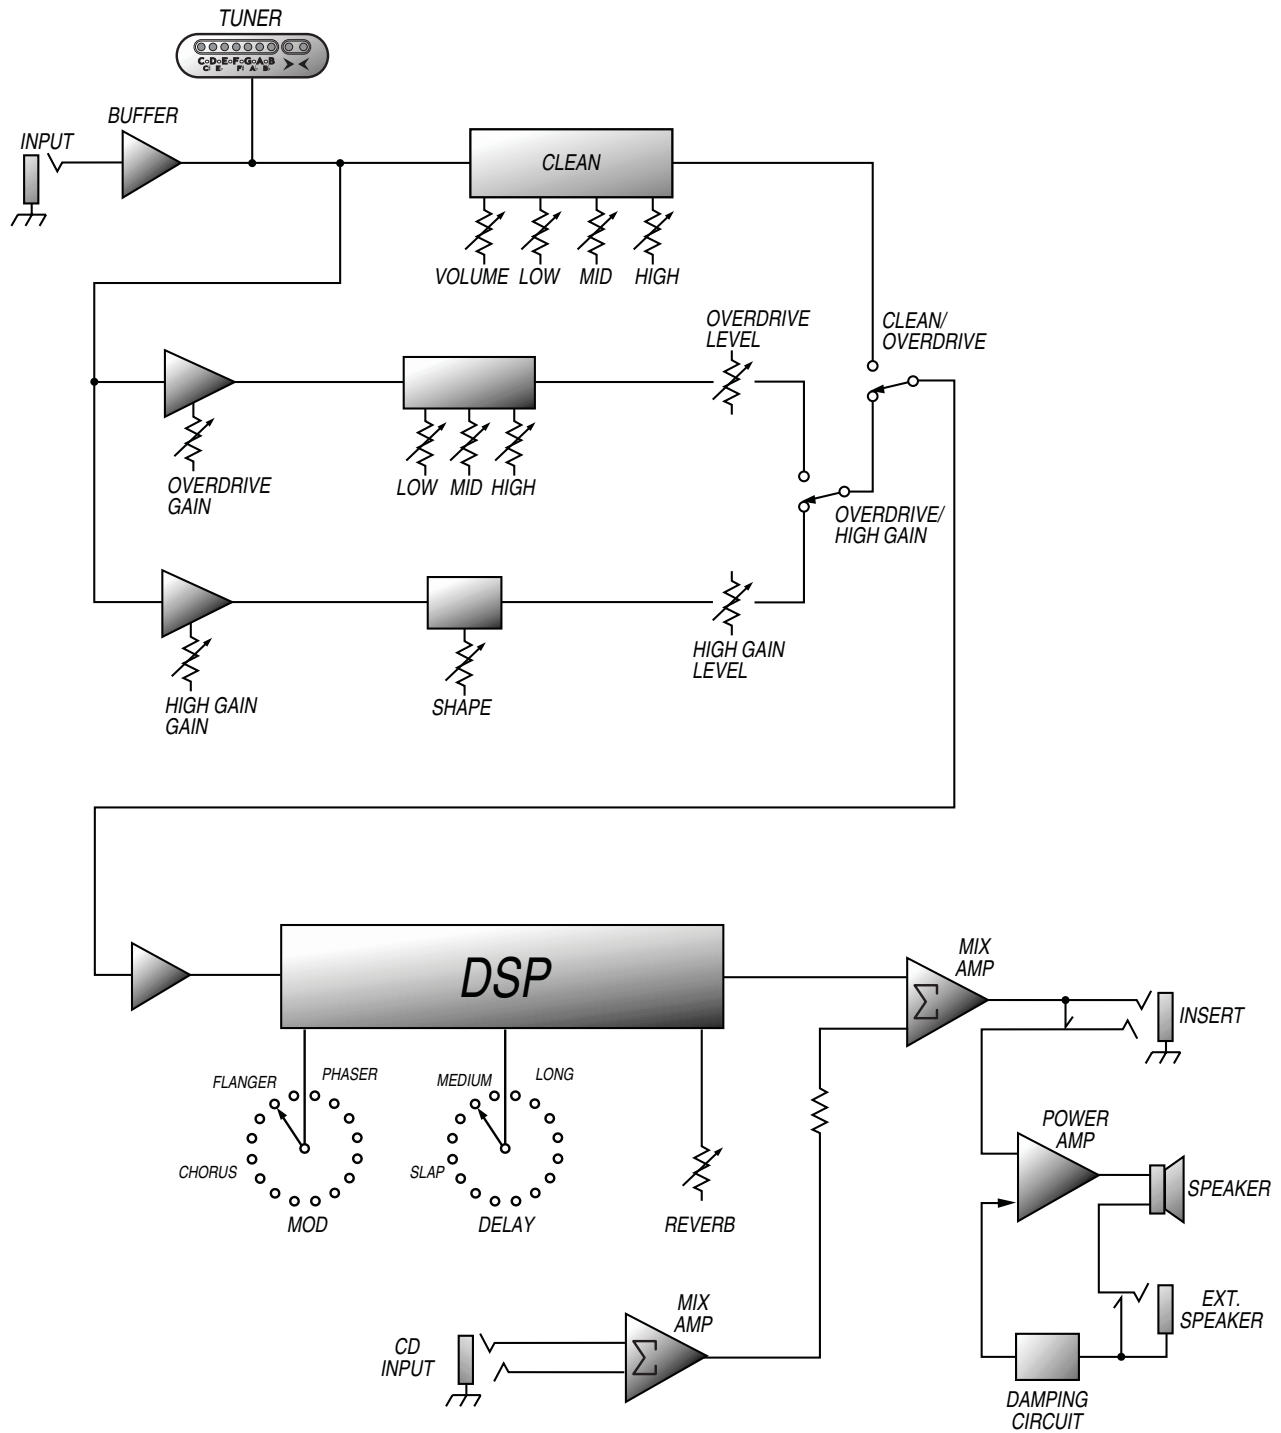 TUNER
C○D○E○F○G○A○B
BUFFER
INPUT
CLEAN
VOLUME LOW MID HIGH
OVERDRIVE
LEVEL
CLEAN/
OVERDRIVE
OVERDRIVE
GAIN
LOW MID HIGH
OVERDRIVE/
HIGH GAIN
HIGH GAIN
GAIN
SHAPE
HIGH GAIN
LEVEL
DSP
MIX
AMP
Σ
INSERT
FLANGER
PHASER
CHORUS
MOD
MEDIUM
LONG
SLAP
DELAY
REVERB
POWER
AMP
SPEAKER
MIX
AMP
Σ
CD
INPUT
EXT.
SPEAKER
DAMPING
CIRCUIT